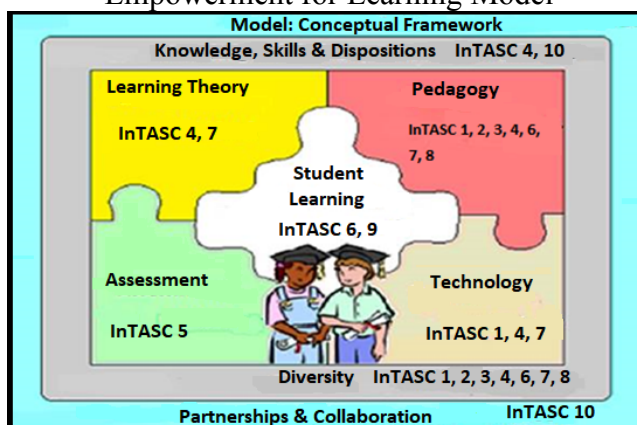 Empowerment for Learning Model
Model: Conceptual Framework
Knowledge, Skills & Dispositions InTASC 4, 10
Learning Theory
InTASC 4, 7
Pedagogy
InTASC 1, 2, 3, 4, 6,
7, 8
Student
Learning
InTASC 6, 9
Assessment
InTASC 5
Technology
InTASC 1, 4, 7
Diversity InTASC 1, 2, 3, 4, 6, 7, 8
Partnerships & Collaboration InTASC 10